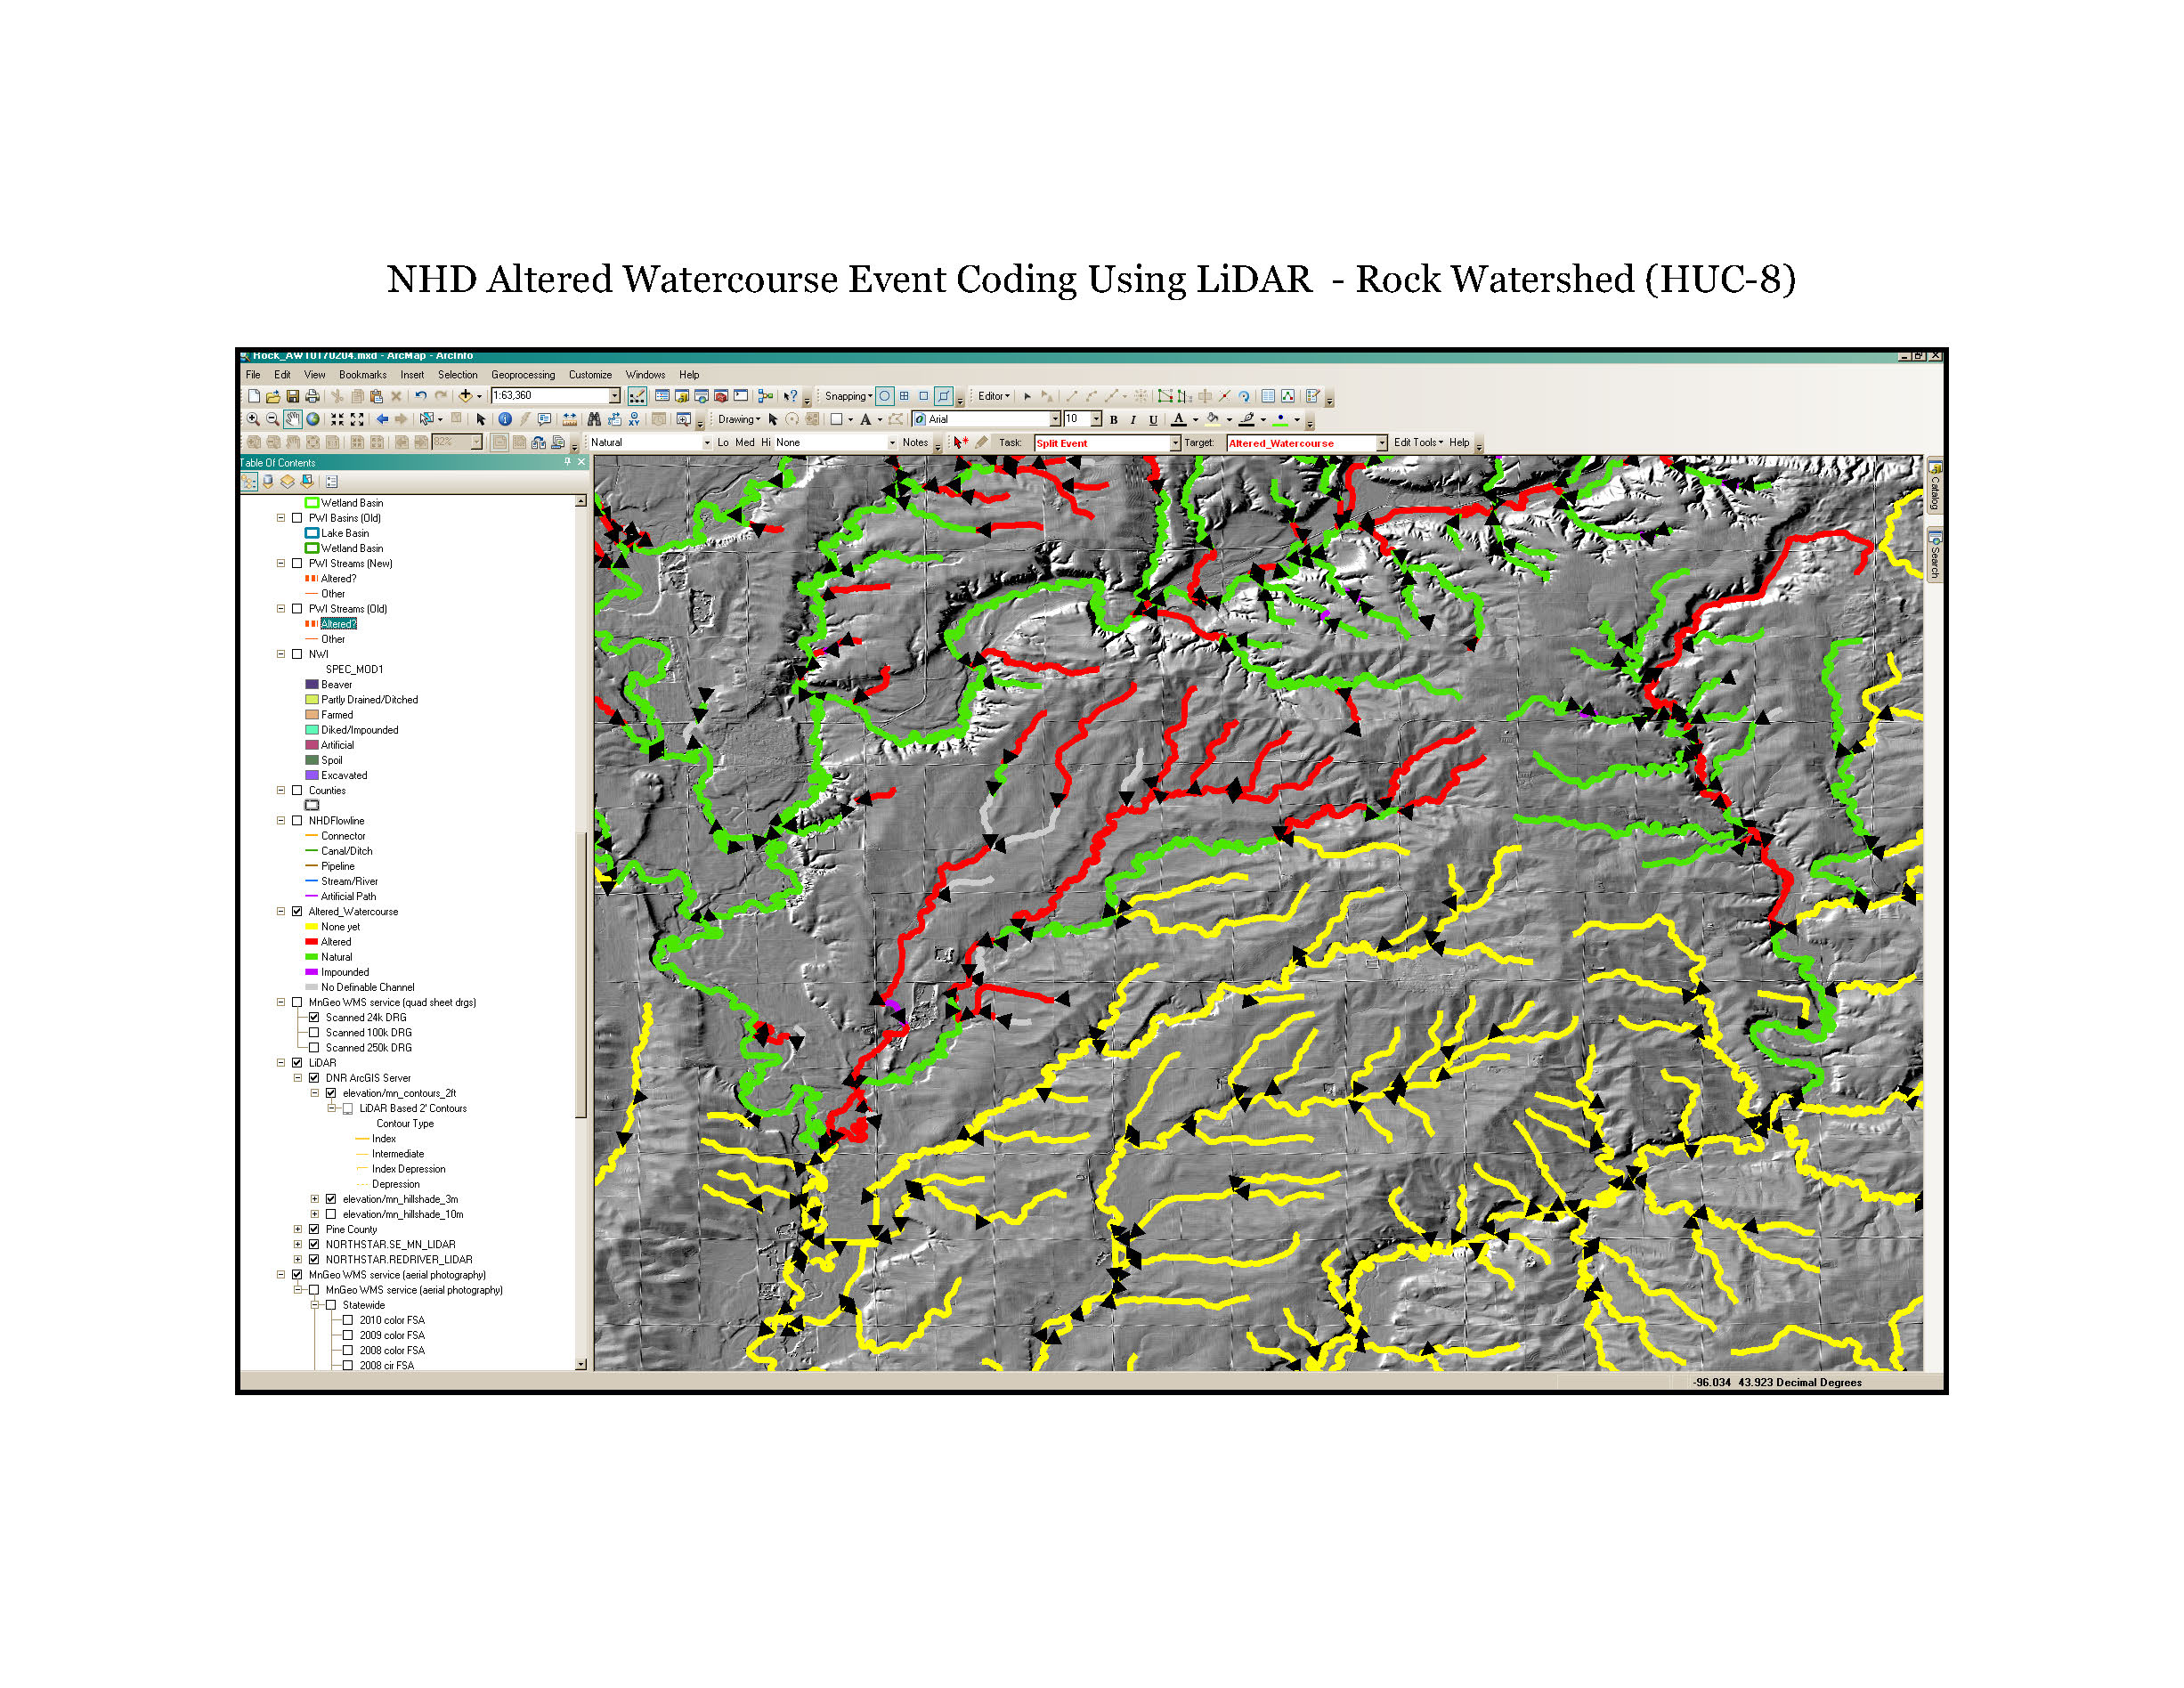 NHD Altered Watercourse Event Coding Using LiDAR - Rock Watershed (HUC-8)
Rock_AW10170204.mxd - ArcMap - ArcInfo
File Edit View Bookmarks Insert Selection Geoprocessing Customize Windows Help
1:63,360 Snapping Editor
Drawing Arial 10 B I U A
82% Natural Lo Med Hi None Notes Task: Split Event Target: Altered_Watercourse Edit Tools Help
Table Of Contents
Wetland Basin
PWI Basins (Old)
Lake Basin
Wetland Basin
PWI Streams (New)
Altered?
Other
PWI Streams (Old)
Altered?
Other
NWI
SPEC_MOD1
Beaver
Partly Drained/Ditched
Farmed
Diked/Impounded
Artificial
Spoil
Excavated
Counties
NHDFlowline
Connector
Canal/Ditch
Pipeline
Stream/River
Artificial Path
Altered_Watercourse
None yet
Altered
Natural
Impounded
No Definable Channel
MnGeo WMS service (quad sheet drgs)
Scanned 24k DRG
Scanned 100k DRG
Scanned 250k DRG
LiDAR
DNR ArcGIS Server
elevation/mn_contours_2ft
LiDAR Based 2' Contours
Contour Type
Index
Intermediate
Index Depression
Depression
elevation/mn_hillshade_3m
elevation/mn_hillshade_10m
Pine County
NORTHSTAR.SE_MN_LIDAR
NORTHSTAR.REDRIVER_LIDAR
MnGeo WMS service (aerial photography)
MnGeo WMS service (aerial photography)
Statewide
2010 color FSA
2009 color FSA
2008 color FSA
2008 cir FSA
Catalog
Search
-96.034 43.923 Decimal Degrees